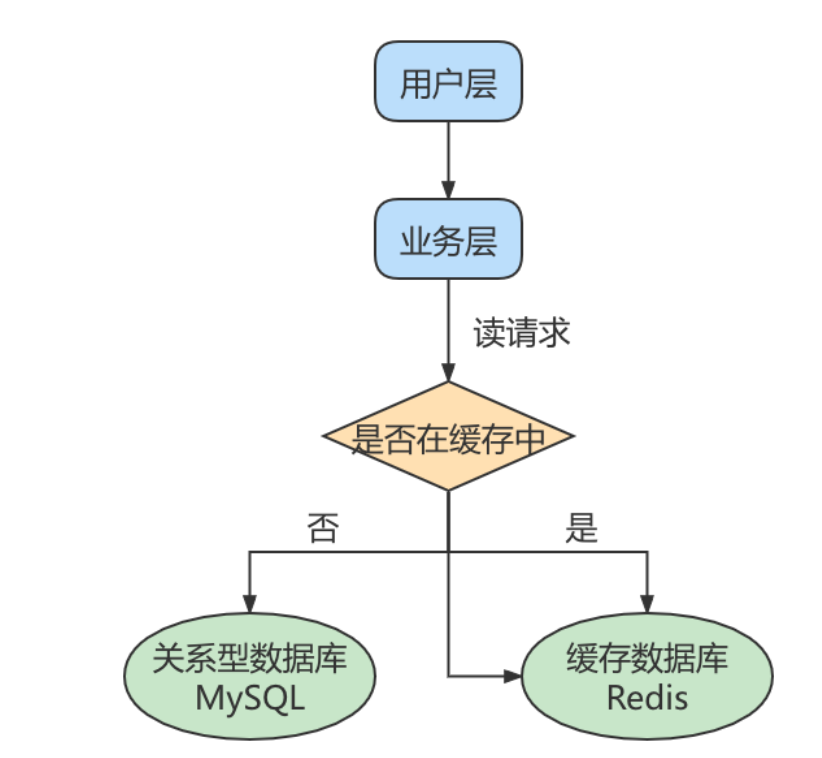 用户层
业务层
读请求
是否在缓存中
否
是
关系型数据库
MySQL
缓存数据库
Redis